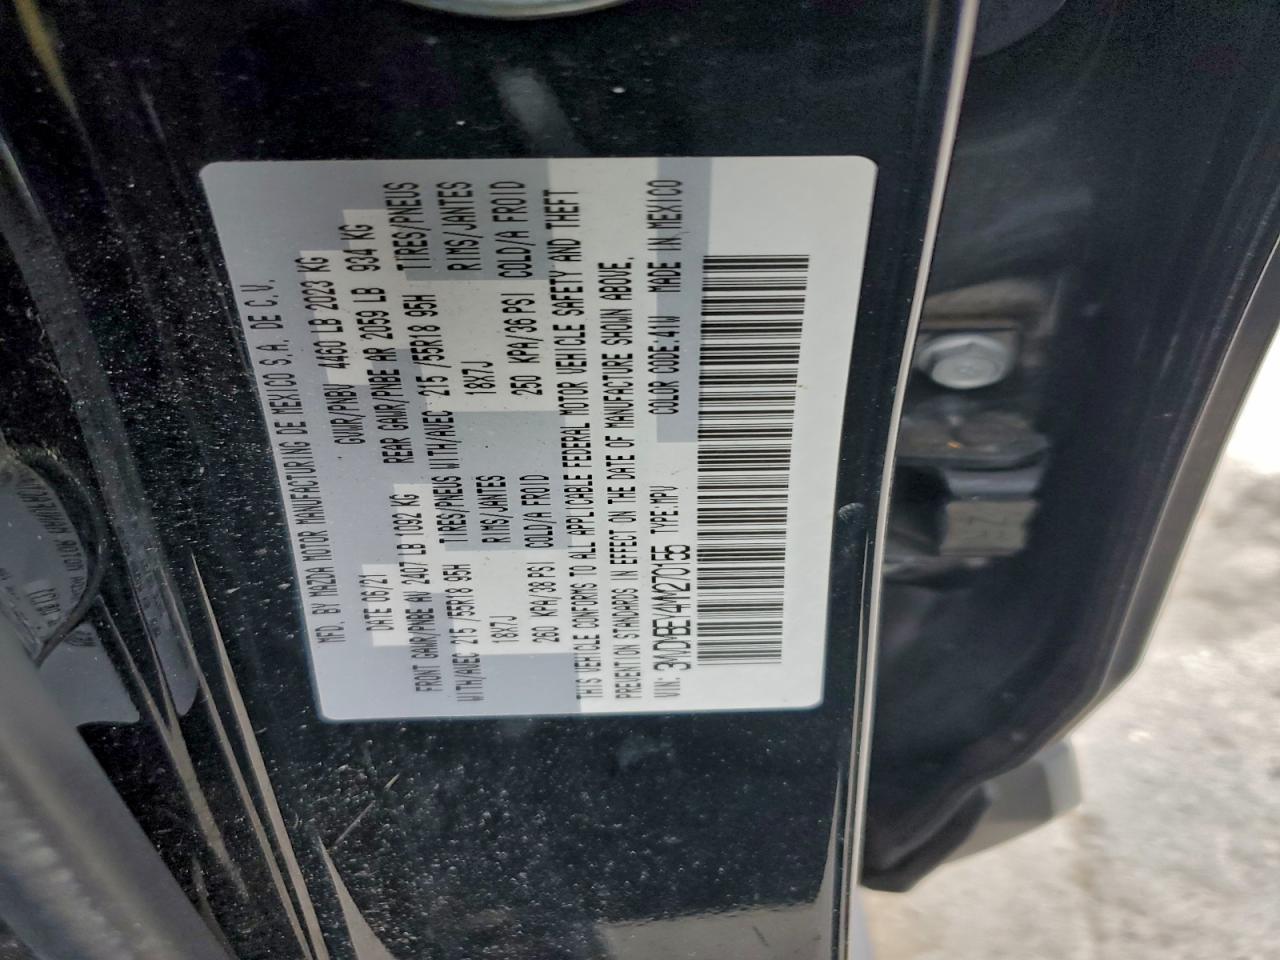 MFD. BY MAZDA MOTOR MANUFACTURING DE MEXICO S.A. DE C.V.
DATE 06/21 GVWR/PNBV 4460 LB 2023 KG
FRONT GAWR/PNBE AV 2407 LB 1092 KG REAR GAWR/PNBE AR 2059 LB 934 KG
WITH/AVEC 215 /55R18 95H TIRES/PNEUS WITH/AVEC 215 /55R18 95H TIRES/PNEUS
18X7J RIMS/JANTES 18X7J RIMS/JANTES
260 KPA/38 PSI COLD/A FROID 250 KPA/36 PSI COLD/A FROID
THIS VEHICLE CONFORMS TO ALL APPLICABLE FEDERAL MOTOR VEHICLE SAFETY AND THEFT
PREVENTION STANDARDS IN EFFECT ON THE DATE OF MANUFACTURE SHOWN ABOVE.
VIN: 3MVDMBEY4MM270155 TYPE:MPV COLOR CODE:41W MADE IN MEXICO